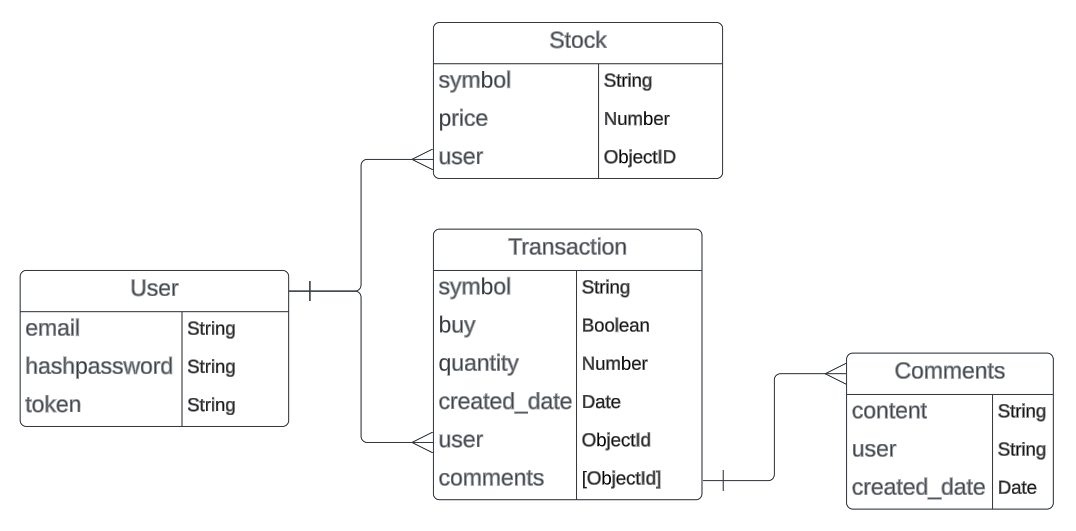 Stock
symbol String
price Number
user ObjectID
Transaction
symbol String
buy Boolean
quantity Number
created_date Date
user ObjectId
comments [ObjectId]
User
email String
hashpassword String
token String
Comments
content String
user String
created_date Date